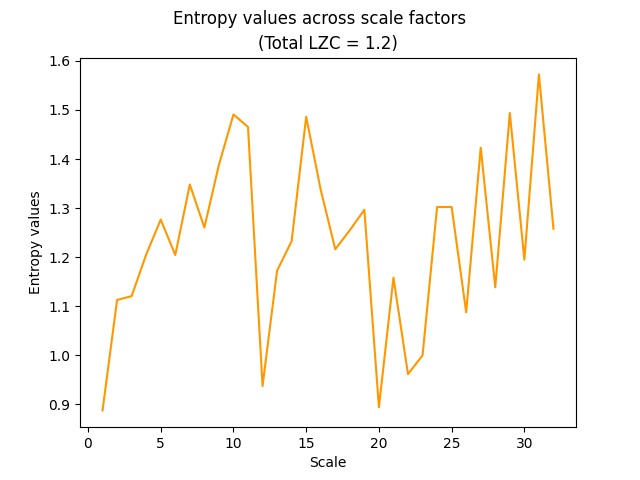 Entropy values across scale factors
(Total LZC = 1.2)
1.6
1.5
1.4
1.3
1.2
1.1
1.0
0.9
Entropy values
0 5 10 15 20 25 30
Scale